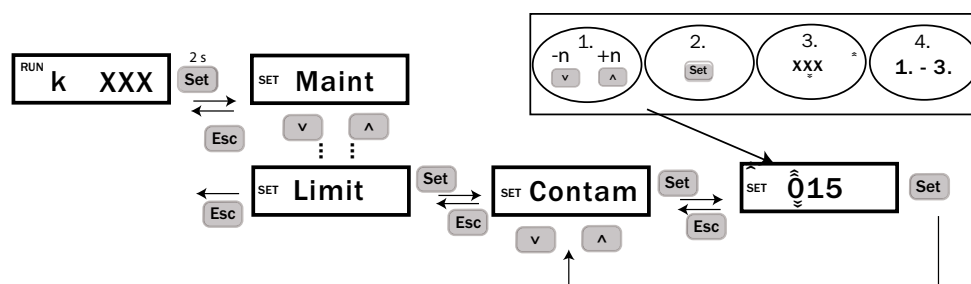 1. 2. 3. 4.
-n +n Set xxx 1. - 3.
v ʌ
2 s
RUN k XXX Set SET Maint
Esc v ʌ
SET Limit Set SET Contam Set SET 015 Set
Esc Esc Esc
v ʌ